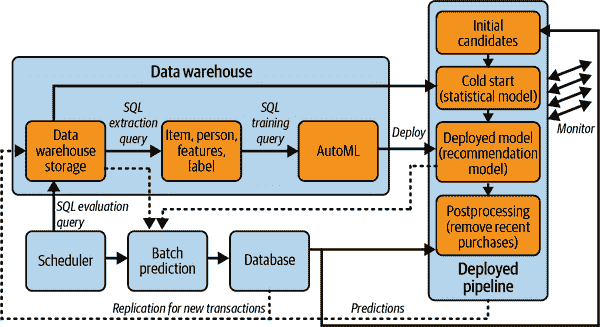 Data warehouse
SQL
extraction
query
SQL
training
query
Data
warehouse
storage
Item, person,
features,
label
AutoML
Deploy
SQL evaluation
query
Scheduler
Batch
prediction
Database
Replication for new transactions
Predictions
Initial
candidates
Cold start
(statistical model)
Deployed model
(recommendation
model)
Postprocessing
(remove recent
purchases)
Deployed
pipeline
Monitor